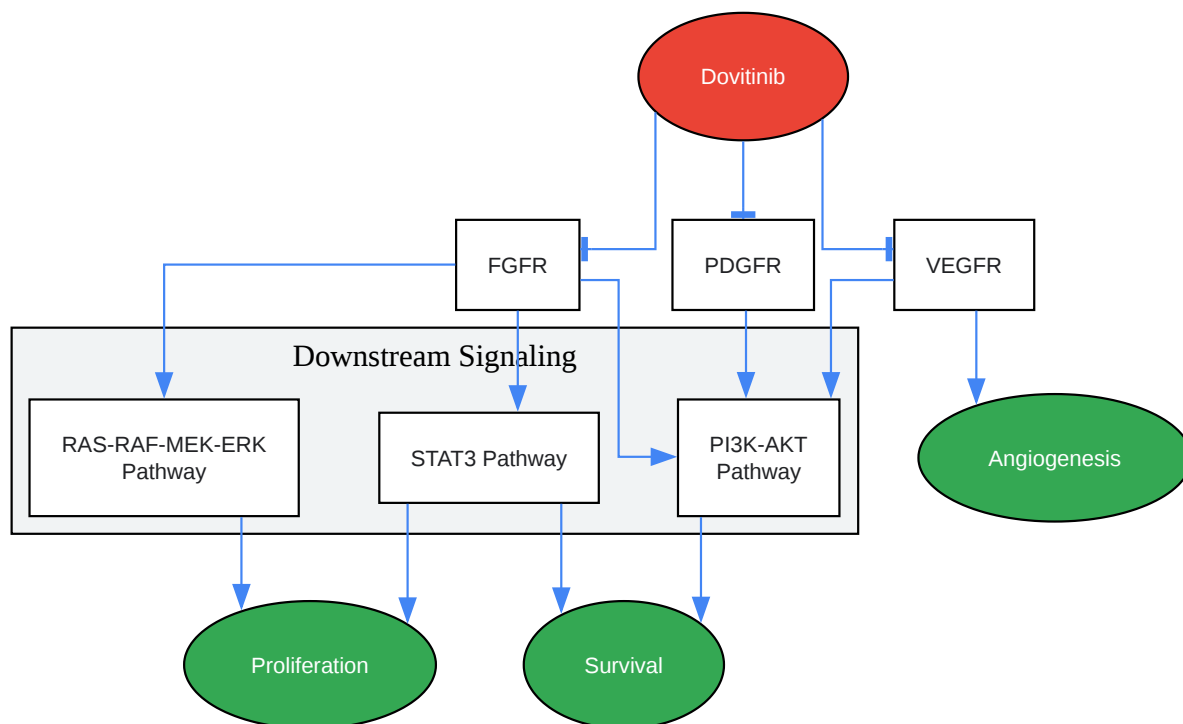 Dovitinib
FGFR
PDGFR
VEGFR
Downstream Signaling
RAS-RAF-MEK-ERK
Pathway
STAT3 Pathway
PI3K-AKT
Pathway
Angiogenesis
Proliferation
Survival